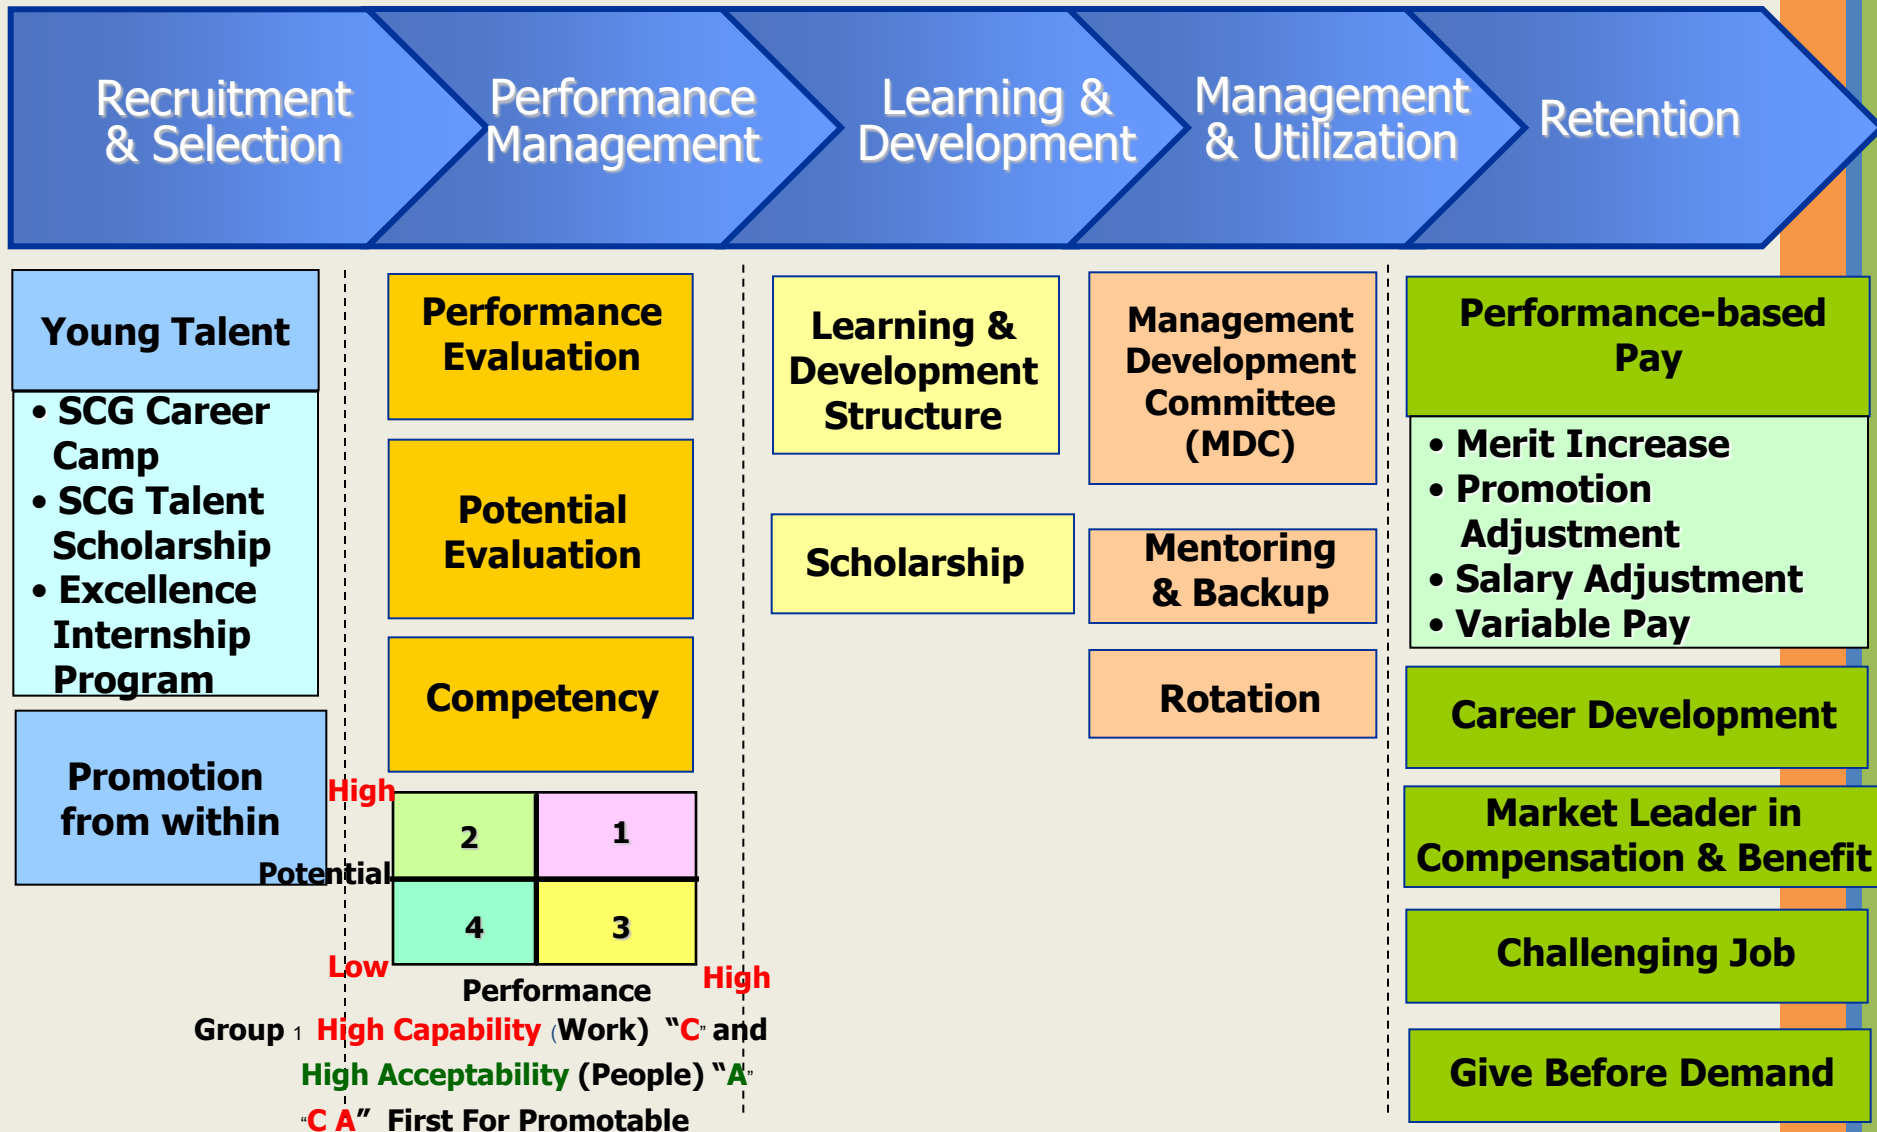 Recruitment
& Selection
Performance
Management
Learning &
Development
Management
& Utilization
Retention
Young Talent
• SCG Career
Camp
• SCG Talent
Scholarship
• Excellence
Internship
Program
Promotion
from within
Performance
Evaluation
Potential
Evaluation
Competency
High
2
1
Potential
4
3
Low
High
Performance
Group 1 High Capability (Work) “C” and
High Acceptability (People) “A”
“C A” First For Promotable
Learning &
Development
Structure
Scholarship
Management
Development
Committee
(MDC)
Mentoring
& Backup
Rotation
Performance-based
Pay
• Merit Increase
• Promotion
Adjustment
• Salary Adjustment
• Variable Pay
Career Development
Market Leader in
Compensation & Benefit
Challenging Job
Give Before Demand